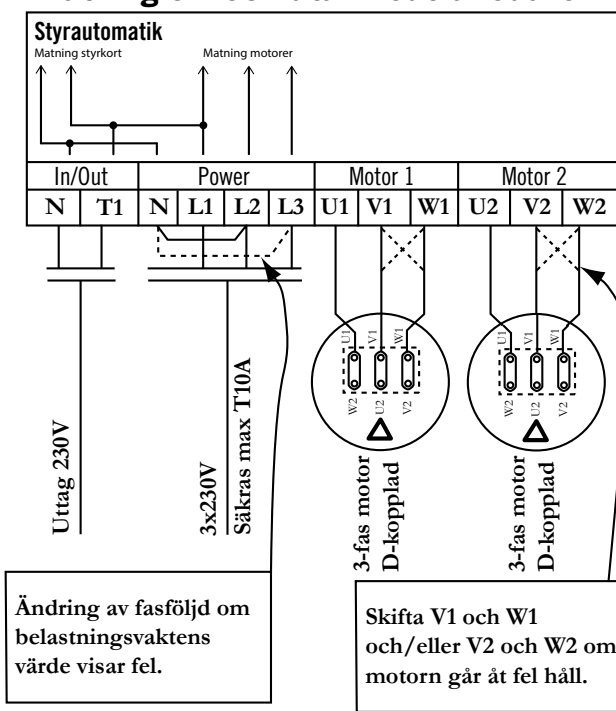 Styrautomatik
Matning styrkort
Matning motorer
In/Out
Power
Motor 1
Motor 2
N
T1
N
L1
L2
L3
U1
V1
W1
U2
V2
W2
U1
V1
W1
W2
U2
V2
U1
V1
W1
W2
U2
V2
Uttag 230V
3x230V
Säkras max T10A
3-fas motor
D-kopplad
3-fas motor
D-kopplad
Ändring av fasföljd om
belastningsvaktens
värde visar fel.
Skifta V1 och W1
och/eller V2 och W2 om
motorn går åt fel håll.